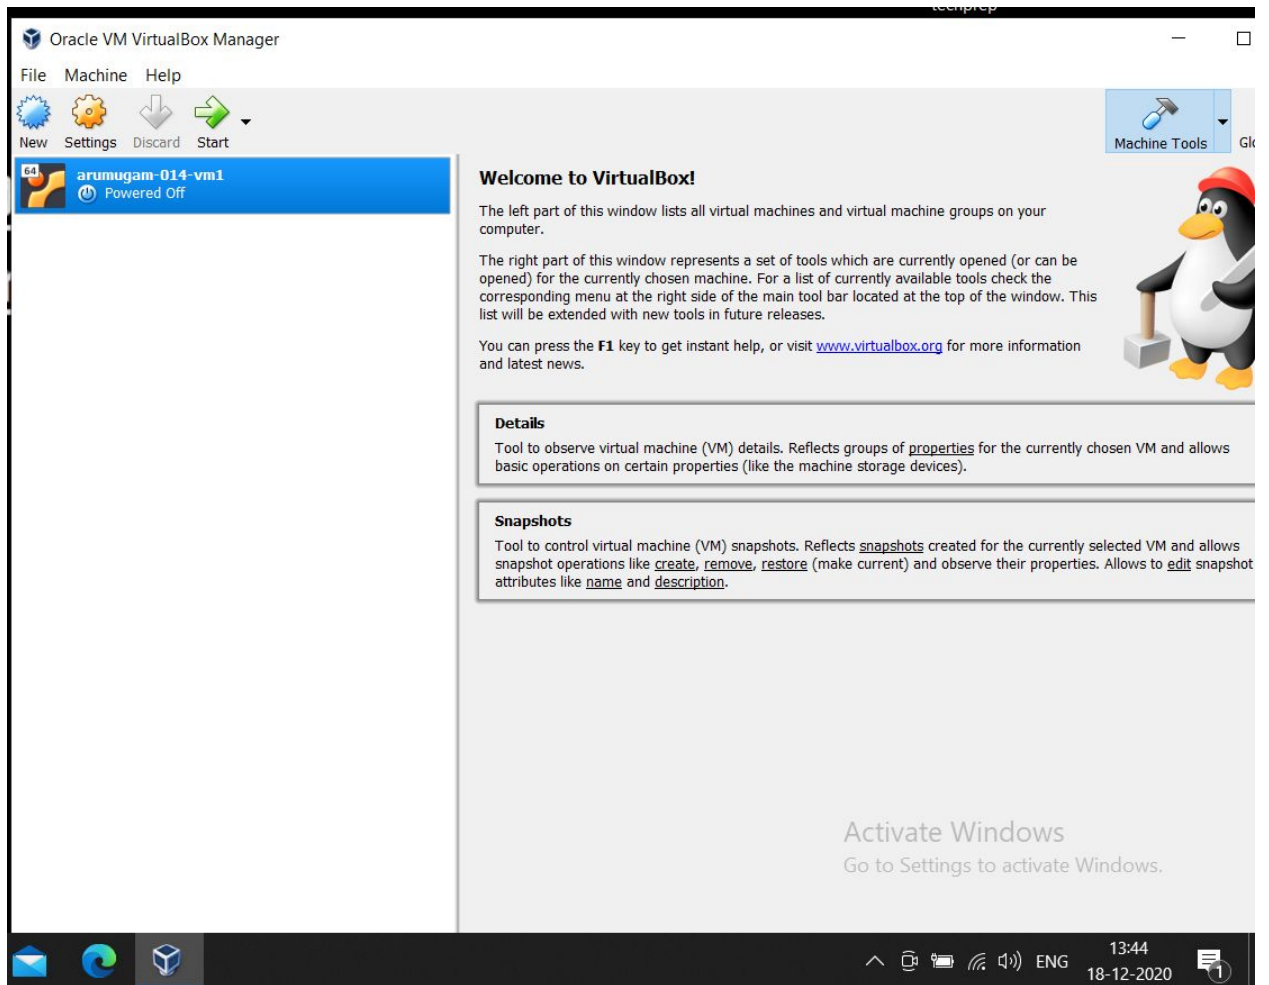 Oracle VM VirtualBox Manager
File Machine Help
New Settings Discard Start
Machine Tools
64
arumugam-014-vm1
Powered Off
Welcome to VirtualBox!
The left part of this window lists all virtual machines and virtual machine groups on your
computer.
The right part of this window represents a set of tools which are currently opened (or can be
opened) for the currently chosen machine. For a list of currently available tools check the
corresponding menu at the right side of the main tool bar located at the top of the window. This
list will be extended with new tools in future releases.
You can press the F1 key to get instant help, or visit www.virtualbox.org for more information
and latest news.
Details
Tool to observe virtual machine (VM) details. Reflects groups of properties for the currently chosen VM and allows
basic operations on certain properties (like the machine storage devices).
Snapshots
Tool to control virtual machine (VM) snapshots. Reflects snapshots created for the currently selected VM and allows
snapshot operations like create, remove, restore (make current) and observe their properties. Allows to edit snapshot
attributes like name and description.
Activate Windows
Go to Settings to activate Windows.
ENG
13:44
18-12-2020
1